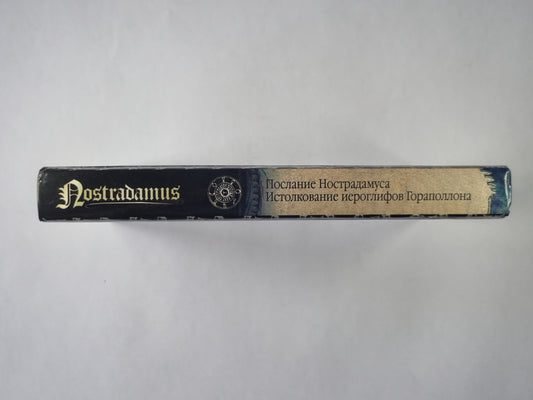 Nostradamus
Послание Нострадамуса
Истолкование иероглифов Гораполлона